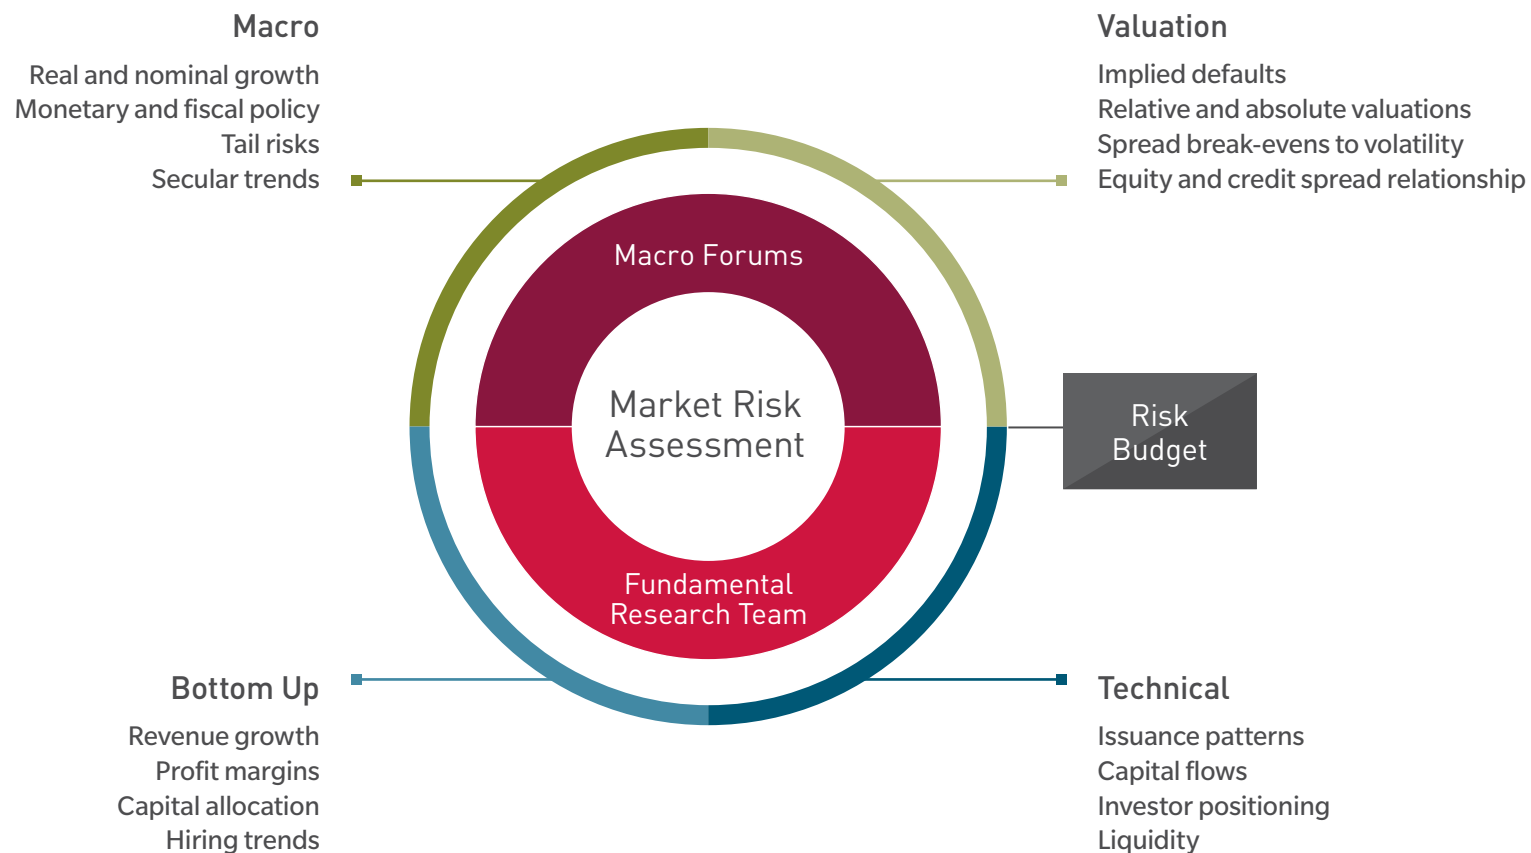 Macro
Real and nominal growth
Monetary and fiscal policy
Tail risks
Secular trends
Valuation
Implied defaults
Relative and absolute valuations
Spread break-evens to volatility
Equity and credit spread relationship
Macro Forums
Market Risk
Assessment
Fundamental
Research Team
Risk
Budget
Bottom Up
Revenue growth
Profit margins
Capital allocation
Hiring trends
Technical
Issuance patterns
Capital flows
Investor positioning
Liquidity